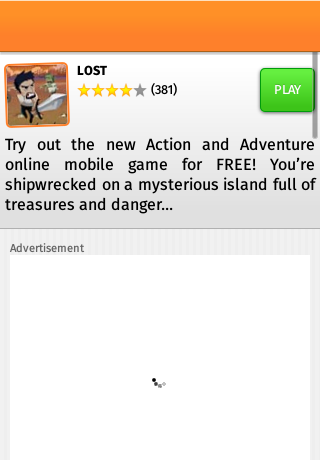 LOST
(381)
PLAY
Try out the new Action and Adventure
online mobile game for FREE! You’re
shipwrecked on a mysterious island full of
treasures and danger...
Advertisement